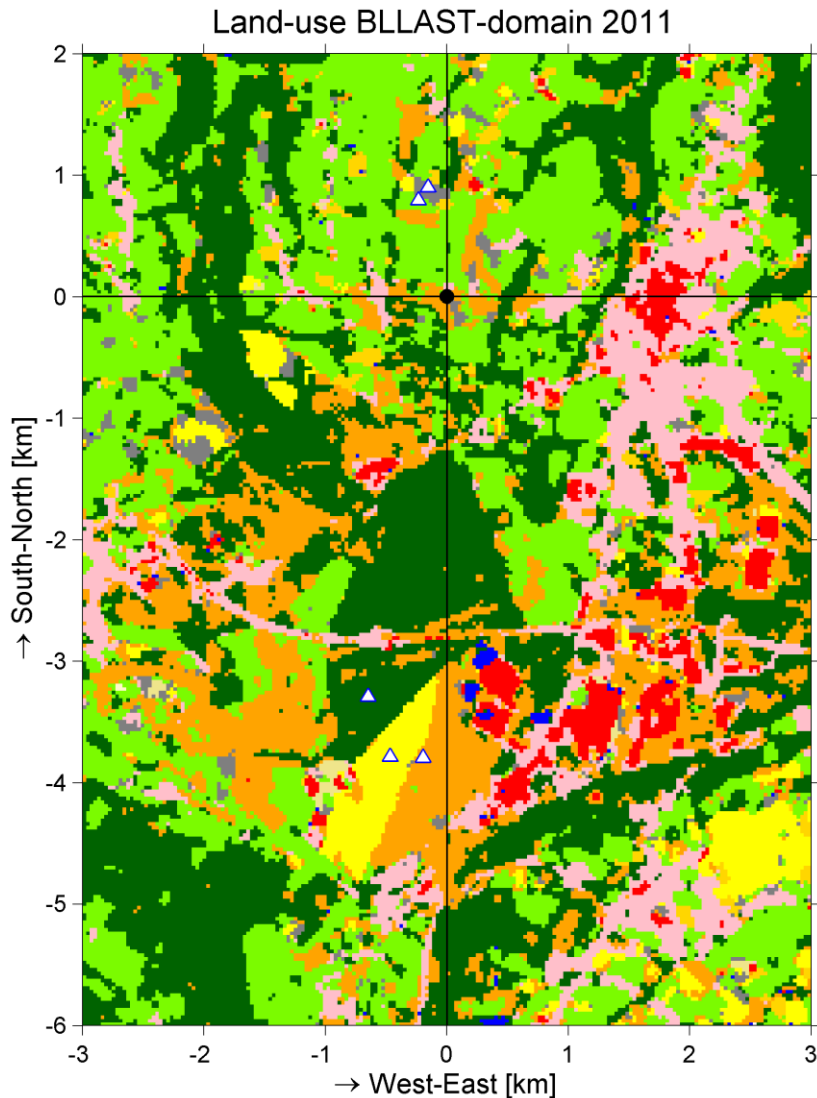 Land-use BLLAST-domain 2011
2
1
0
-1
-2
-3
-4
-5
-6
→ South-North [km]
-3 -2 -1 0 1 2 3
→ West-East [km]